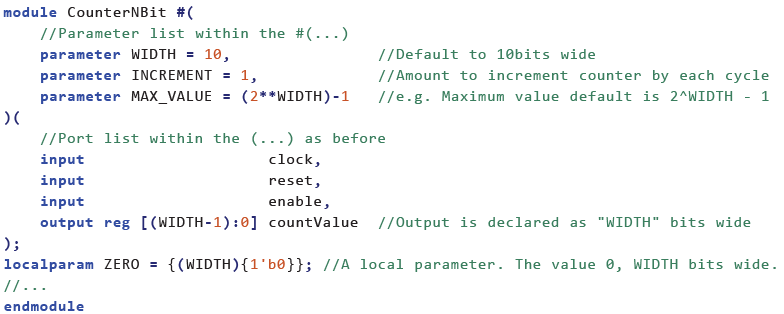 module CounterNBit #(
    //Parameter list within the #(...)
    parameter WIDTH = 10,                //Default to 10bits wide
    parameter INCREMENT = 1,             //Amount to increment counter by each cycle
    parameter MAX_VALUE = (2**WIDTH)-1   //e.g. Maximum value default is 2^WIDTH - 1
)(
    //Port list within the (...) as before
    input                    clock,
    input                    reset,
    input                    enable,
    output reg [(WIDTH-1):0] countValue  //Output is declared as "WIDTH" bits wide
);
localparam ZERO = {(WIDTH){1'b0}}; //A local parameter. The value 0, WIDTH bits wide.
//...
endmodule